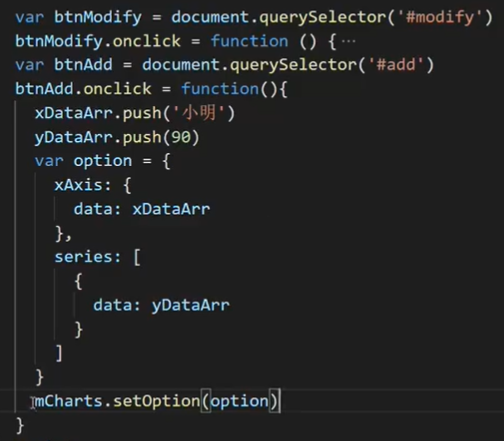 var btnModify = document.querySelector('#modify')
btnModify.onclick = function () {···
var btnAdd = document.querySelector('#add')
btnAdd.onclick = function(){
xDataArr.push('小明')
yDataArr.push(90)
var option = {
xAxis: {
data: xDataArr
},
series: [
{
data: yDataArr
}
]
}
mCharts.setOption(option)
}